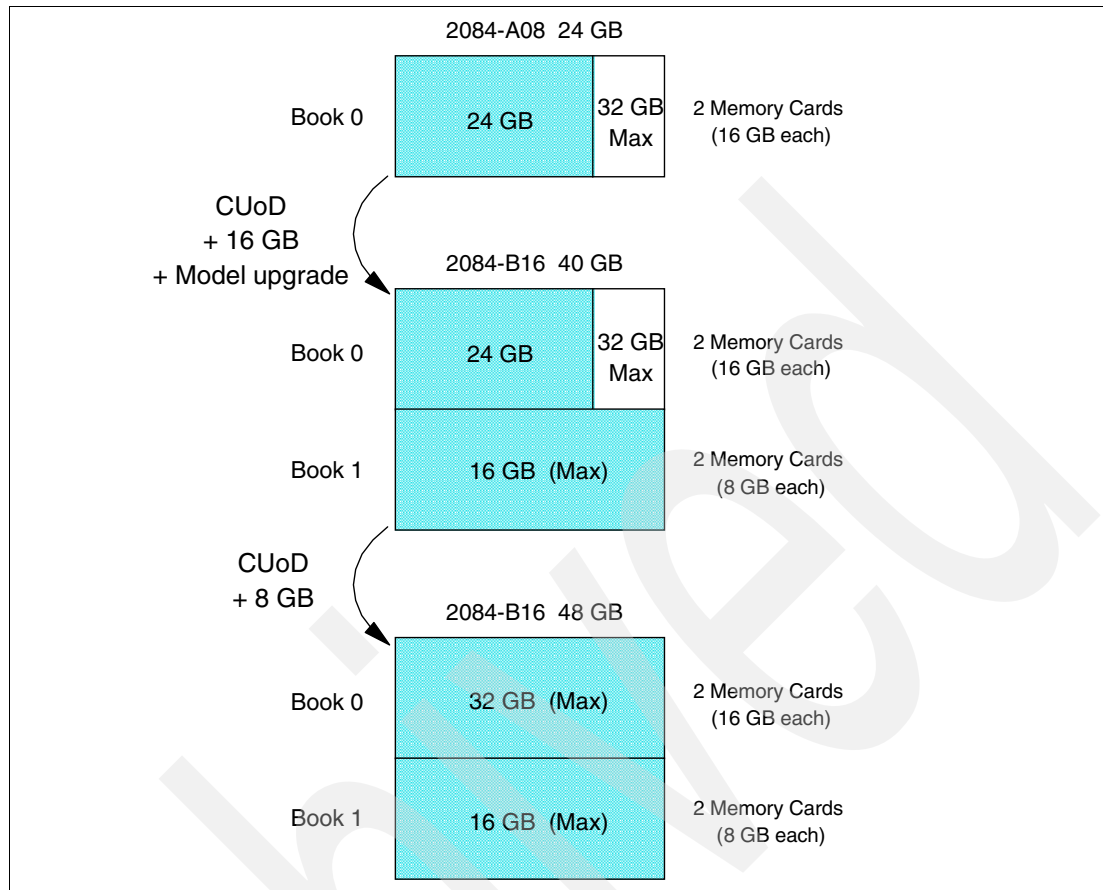 2084-A08 24 GB
Book 0
24 GB
32 GB
Max
2 Memory Cards
(16 GB each)
CUoD
+ 16 GB
+ Model upgrade
2084-B16 40 GB
Book 0
24 GB
32 GB
Max
2 Memory Cards
(16 GB each)
Book 1
16 GB (Max)
2 Memory Cards
(8 GB each)
CUoD
+ 8 GB
2084-B16 48 GB
Book 0
32 GB (Max)
2 Memory Cards
(16 GB each)
Book 1
16 GB (Max)
2 Memory Cards
(8 GB each)
hived